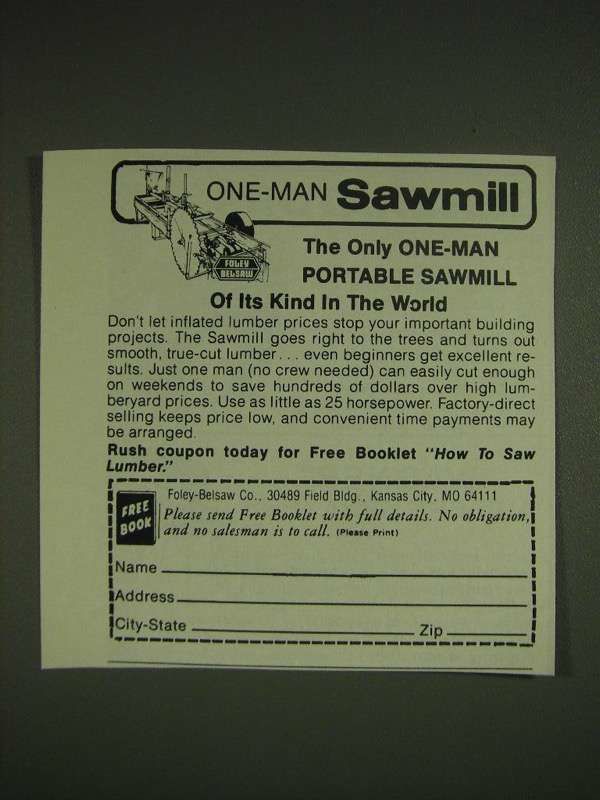 ONE-MAN Sawmill
FOLEY
BELSAW
The Only ONE-MAN
PORTABLE SAWMILL
Of Its Kind In The World
Don't let inflated lumber prices stop your important building
projects. The Sawmill goes right to the trees and turns out
smooth, true-cut lumber... even beginners get excellent re-
sults. Just one man (no crew needed) can easily cut enough
on weekends to save hundreds of dollars over high lum-
beryard prices. Use as little as 25 horsepower. Factory-direct
selling keeps price low, and convenient time payments may
be arranged.
Rush coupon today for Free Booklet "How To Saw
Lumber."
Foley-Belsaw Co., 30489 Field Bldg., Kansas City, MO 64111
FREE
BOOK
Please send Free Booklet with full details. No obligation,
and no salesman is to call. (Please Print)
Name
Address
City-State Zip